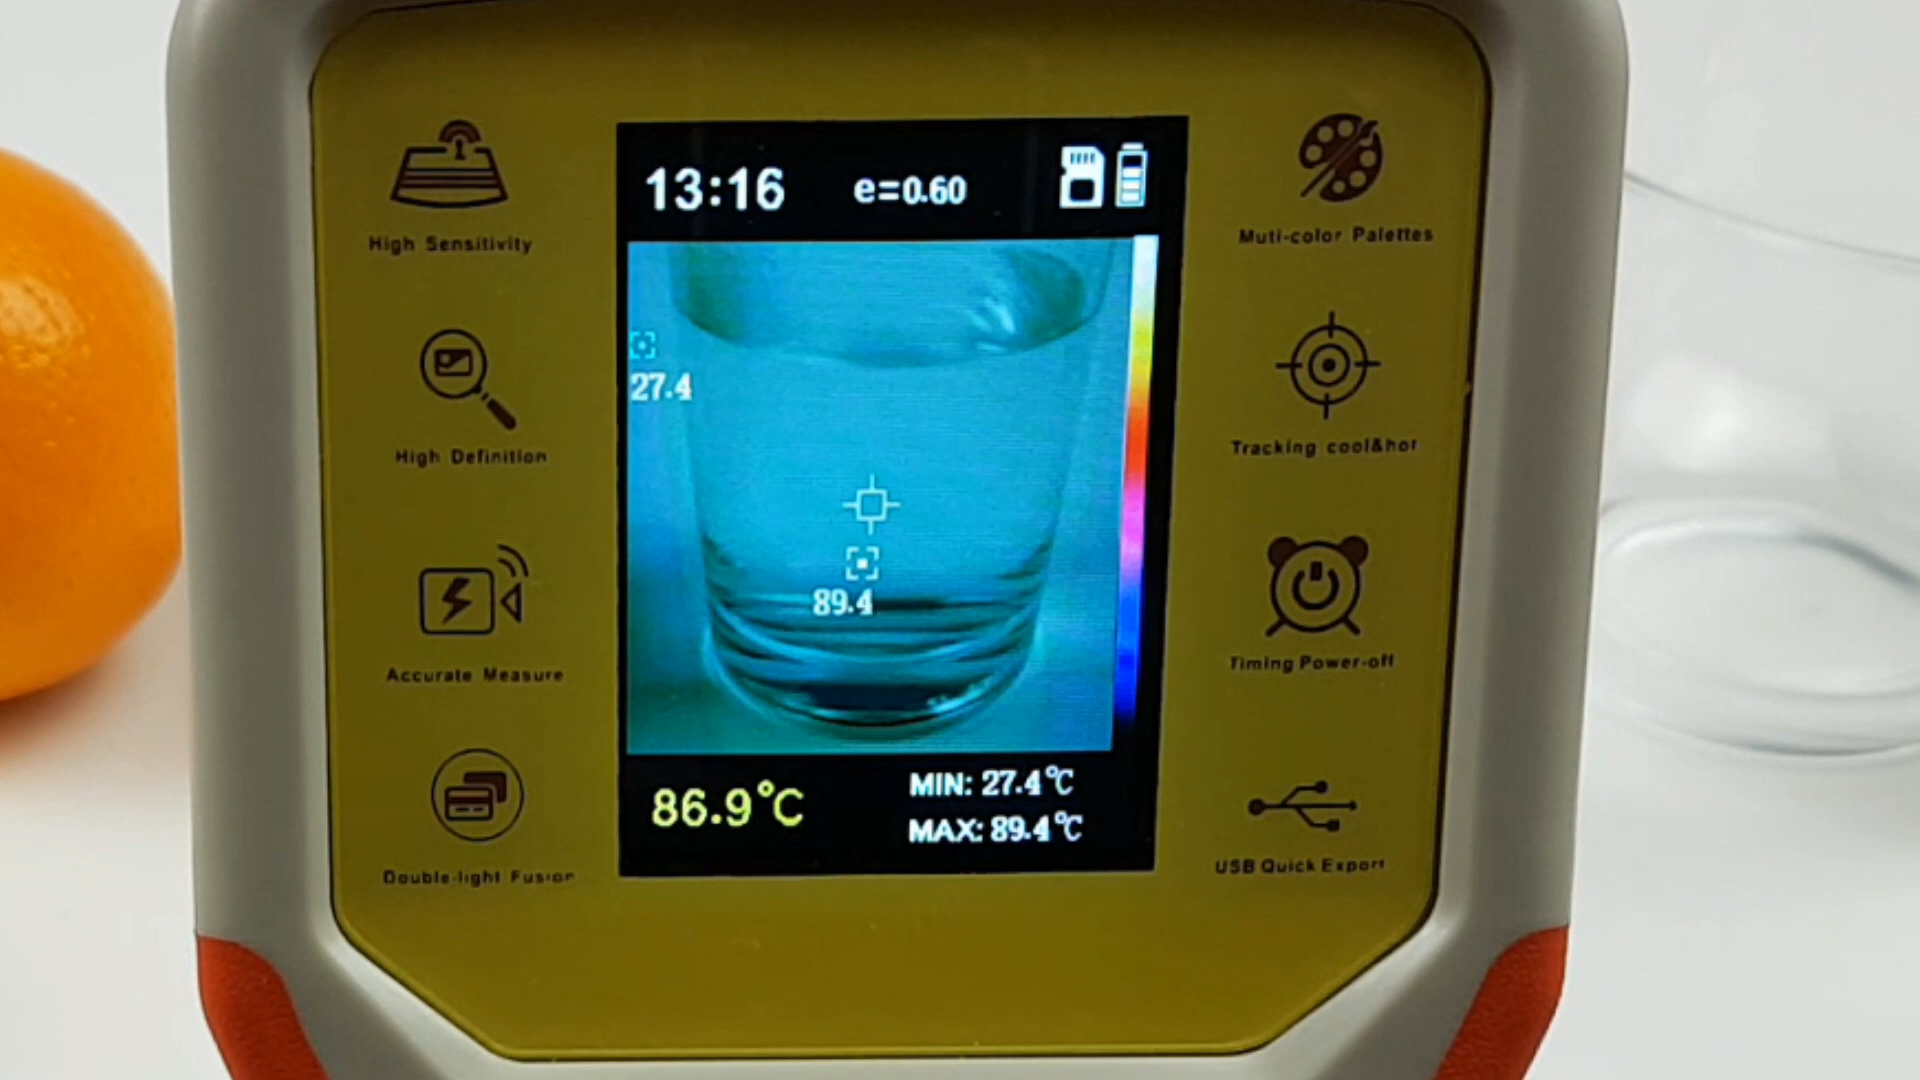 High Sensitivity
High Definition
Accurate Measure
Double-light Fusion
13:16 e=0.60
27.4
89.4
86.9℃
MIN: 27.4℃
MAX: 89.4℃
Muti-color Palettes
Tracking cool&hot
Timing Power-off
USB Quick Export